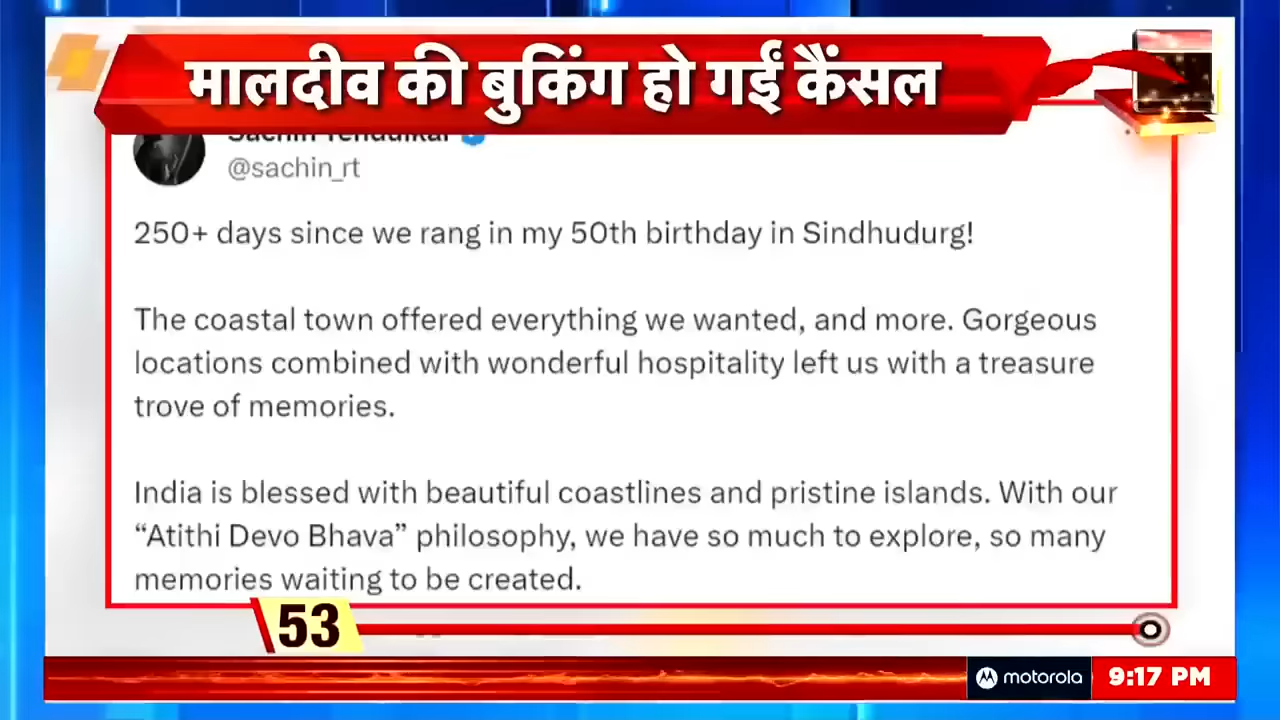 मालदीव की बुकिंग हो गईं कैंसल
Sachin Tendulkar
@sachin_rt
250+ days since we rang in my 50th birthday in Sindhudurg!
The coastal town offered everything we wanted, and more. Gorgeous
locations combined with wonderful hospitality left us with a treasure
trove of memories.
India is blessed with beautiful coastlines and pristine islands. With our
“Atithi Devo Bhava” philosophy, we have so much to explore, so many
memories waiting to be created.
53
motorola
9:17 PM